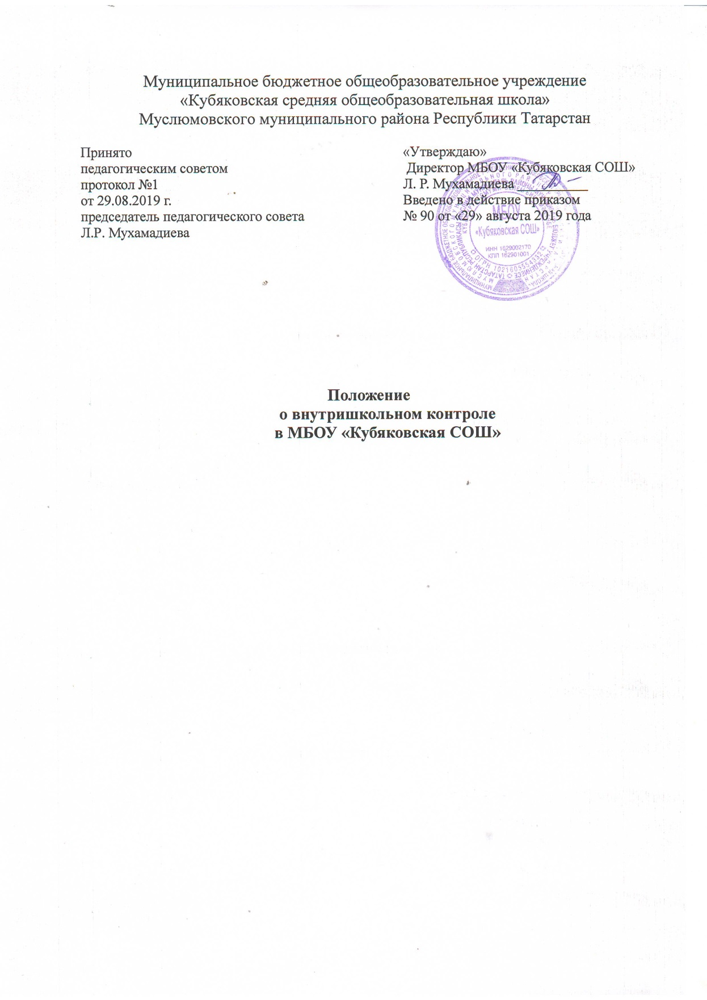 Муниципальное бюджетное общеобразовательное учреждение
«Кубяковская средняя общеобразовательная школа»
Муслюмовского муниципального района Республики Татарстан
Принято
педагогическим советом
протокол №1
от 29.08.2019 г.
председатель педагогического совета
Л.Р. Мухамадиева
«Утверждаю»
Директор МБОУ «Кубяковская СОШ»
Л. Р. Мухамадиева
Введено в действие приказом
№ 90 от «29» августа 2019 года
МБОУ
«Кубяковская СОШ»
ИНН 1629002170
КПП 162901001
ОГРН 1021605554332
Положение
о внутришкольном контроле
в МБОУ «Кубяковская СОШ»